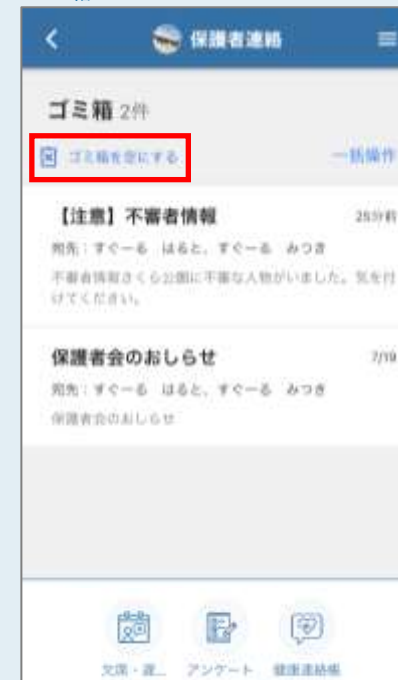 保護者連絡
ゴミ箱 2件
ゴミ箱を空にする 一括操作
【注意】不審者情報 25分前
宛先：すぐーる はると、すぐーる みつき
不審者情報さくら公園に不審な人物がいました。気を付
けてください。
保護者会のおしらせ 7/19
宛先：すぐーる はると、すぐーる みつき
保護者会のおしらせ
欠席・遅...
アンケート
健康連絡帳